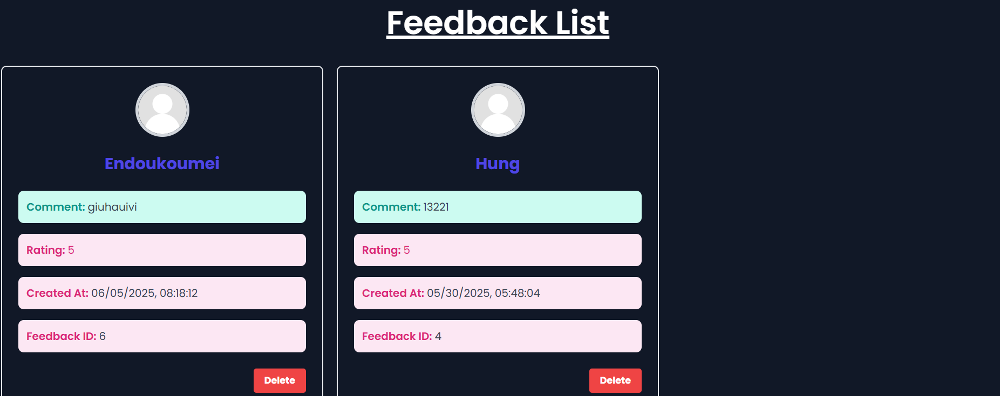 Feedback List
Endoukoumei
Comment: giuhauivi
Rating: 5
Created At: 06/05/2025, 08:18:12
Feedback ID: 6
Delete
Hung
Comment: 13221
Rating: 5
Created At: 05/30/2025, 05:48:04
Feedback ID: 4
Delete